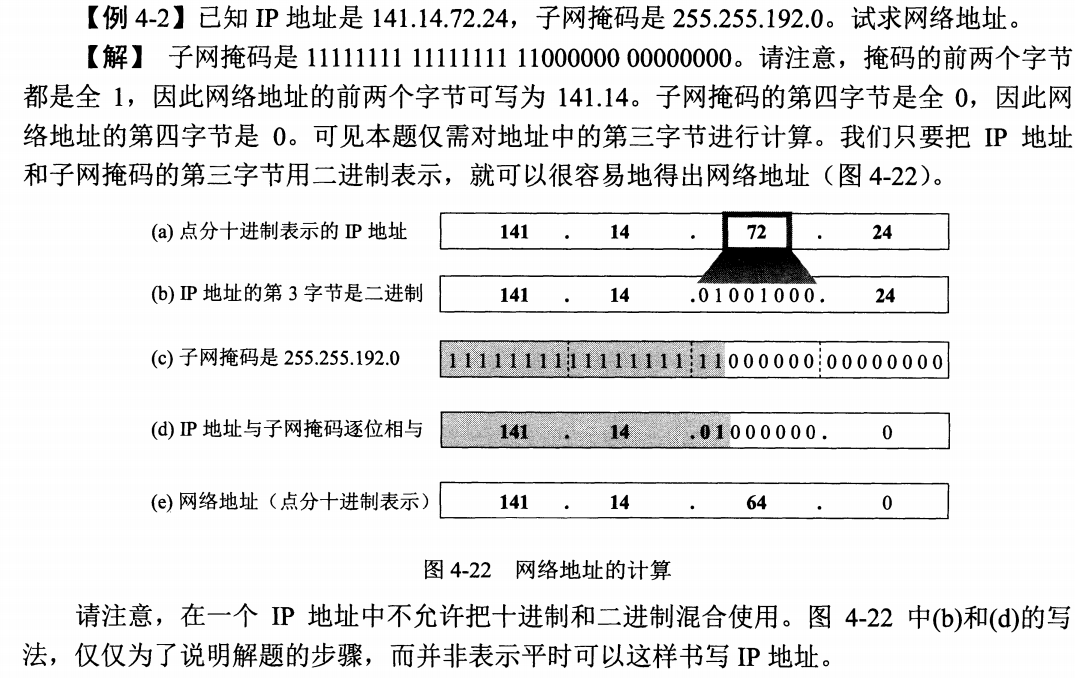 【例 4-2】已知 IP 地址是 141.14.72.24，子网掩码是 255.255.192.0。试求网络地址。
【解】 子网掩码是 11111111 11111111 11000000 00000000。请注意，掩码的前两个字节
都是全 1，因此网络地址的前两个字节可写为 141.14。子网掩码的第四字节是全 0，因此网
络地址的第四字节是 0。可见本题仅需对地址中的第三字节进行计算。我们只要把 IP 地址
和子网掩码的第三字节用二进制表示，就可以很容易地得出网络地址（图 4-22）。
(a) 点分十进制表示的 IP 地址 141 . 14 . 72 . 24
(b) IP 地址的第 3 字节是二进制 141 . 14 .01001000. 24
(c) 子网掩码是 255.255.192.0 11111111 11111111 11000000 00000000
(d) IP 地址与子网掩码逐位相与 141 . 14 .01000000. 0
(e) 网络地址（点分十进制表示） 141 . 14 . 64 . 0
图 4-22 网络地址的计算
请注意，在一个 IP 地址中不允许把十进制和二进制混合使用。图 4-22 中(b)和(d)的写
法，仅仅为了说明解题的步骤，而并非表示平时可以这样书写 IP 地址。